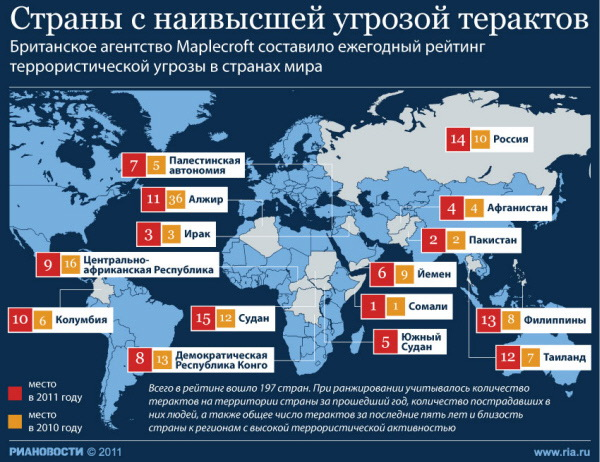 Страны с наивысшей угрозой терактов
Британское агентство Maplecroft составило ежегодный рейтинг
террористической угрозы в странах мира
14 10 Россия
7 5 Палестинская
автономия
11 36 Алжир
4 4 Афганистан
3 3 Ирак
2 2 Пакистан
9 16 Центрально-
африканская Республика
6 9 Йемен
1 1 Сомали
10 6 Колумбия
15 12 Судан
13 8 Филиппины
5 Южный
Судан
12 7 Таиланд
8 13 Демократическая
Республика Конго
место
в 2011 году
место
в 2010 году
Всего в рейтинг вошло 197 стран. При ранжировании учитывалось количество
терактов на территории страны за прошедший год, количество пострадавших в
них людей, а также общее число терактов за последние пять лет и близость
страны к регионам с высокой террористической активностью
РИАНОВОСТИ © 2011
www.ria.ru